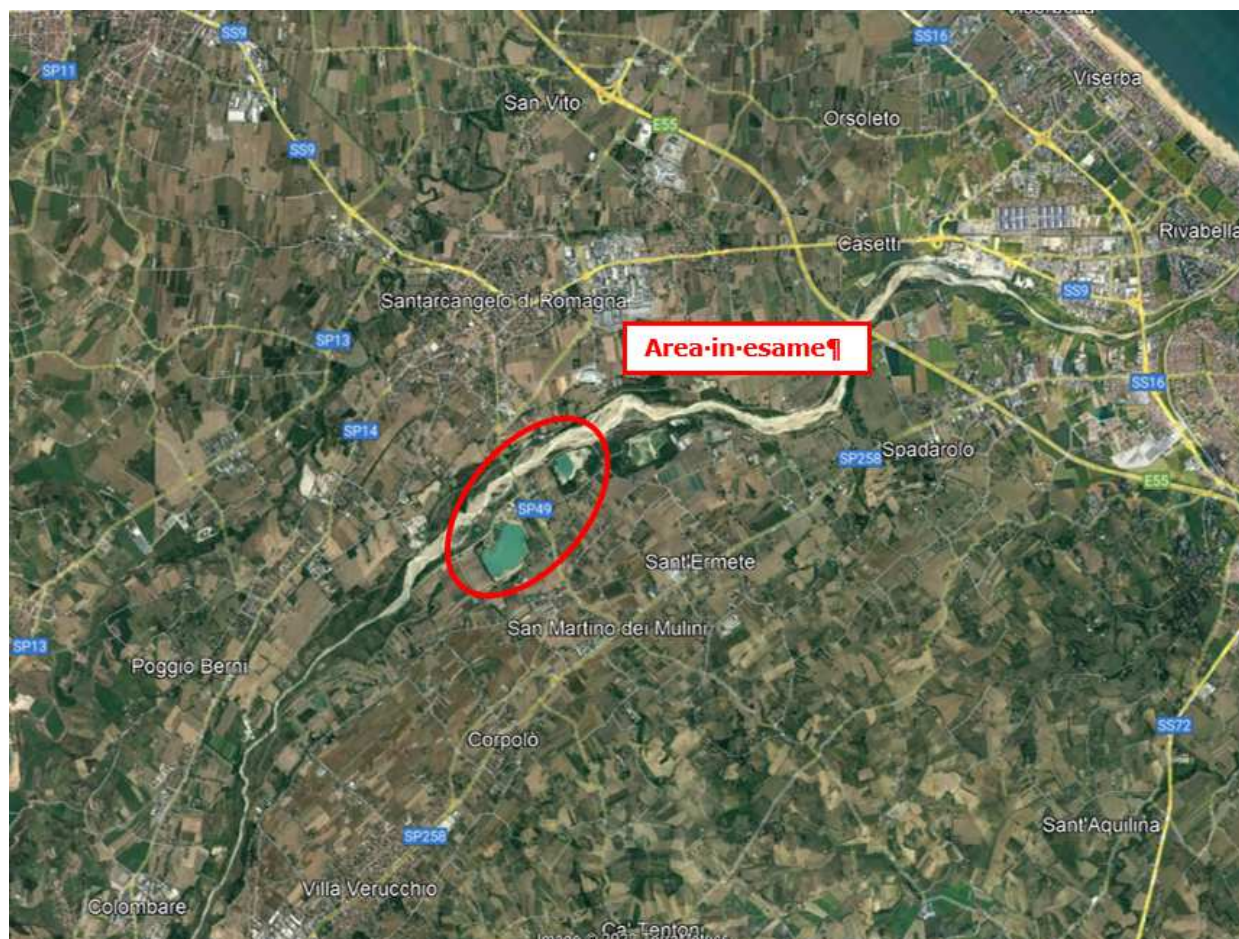 Viserbella
SS9
SS16
SP11
Viserba
San Vito
Orsoleto
E55
SS9
Rivabella
Casetti
SS9
Santarcangelo di Romagna
SP13
Area·in·esame¶
SS16
SP14
Spadarolo
SP258
E55
SP49
Sant'Ermete
San Martino dei Mulini
SP13
Poggio Berni
SS72
Corpolò
Sant'Aquilina
SP258
Villa Verucchio
Colombare
Ca' Tentoni